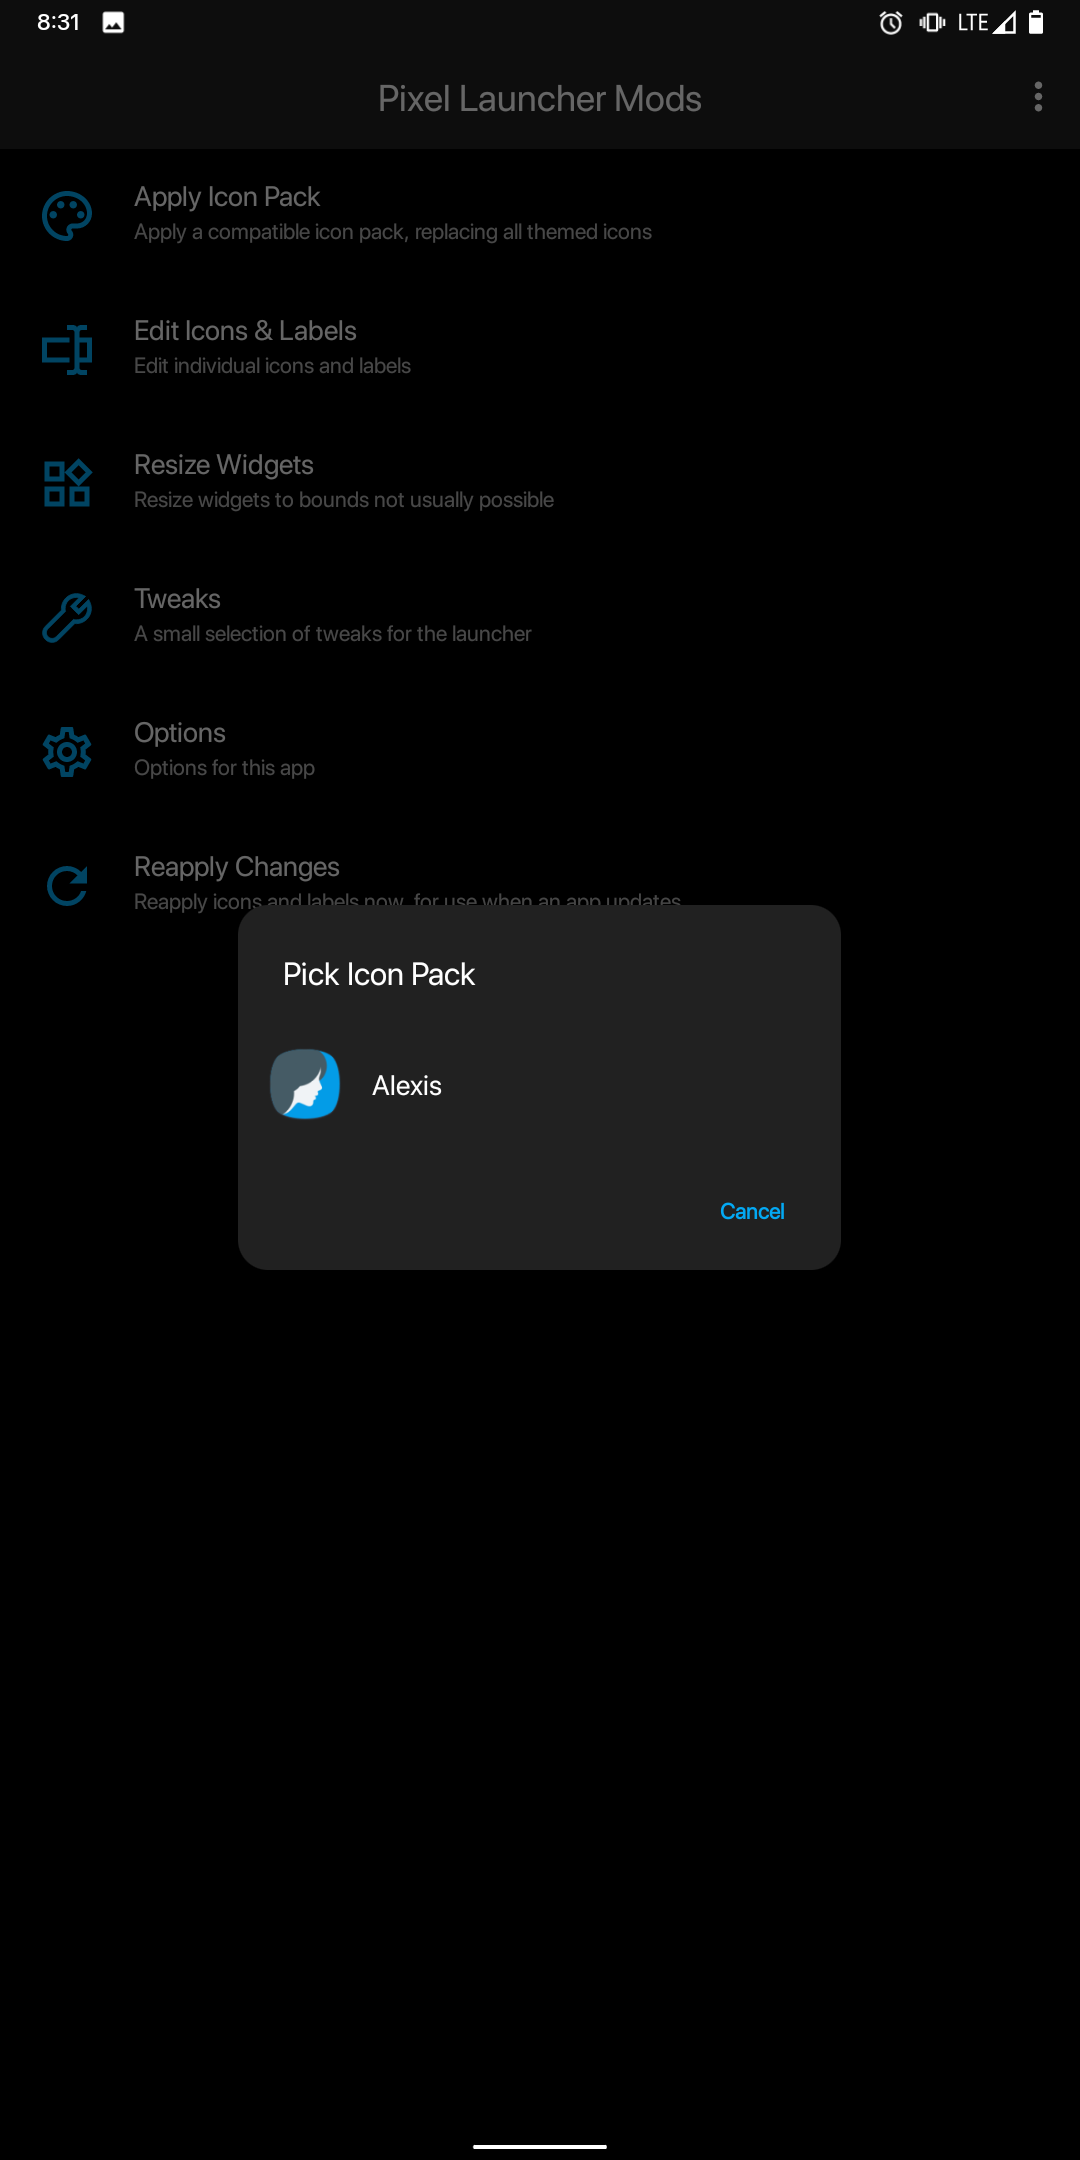 8:31 LTE
Pixel Launcher Mods
Apply Icon Pack
Apply a compatible icon pack, replacing all themed icons
Edit Icons & Labels
Edit individual icons and labels
Resize Widgets
Resize widgets to bounds not usually possible
Tweaks
A small selection of tweaks for the launcher
Options
Options for this app
Reapply Changes
Reapply icons and labels now, for use when an app updates
Pick Icon Pack
Alexis
Cancel